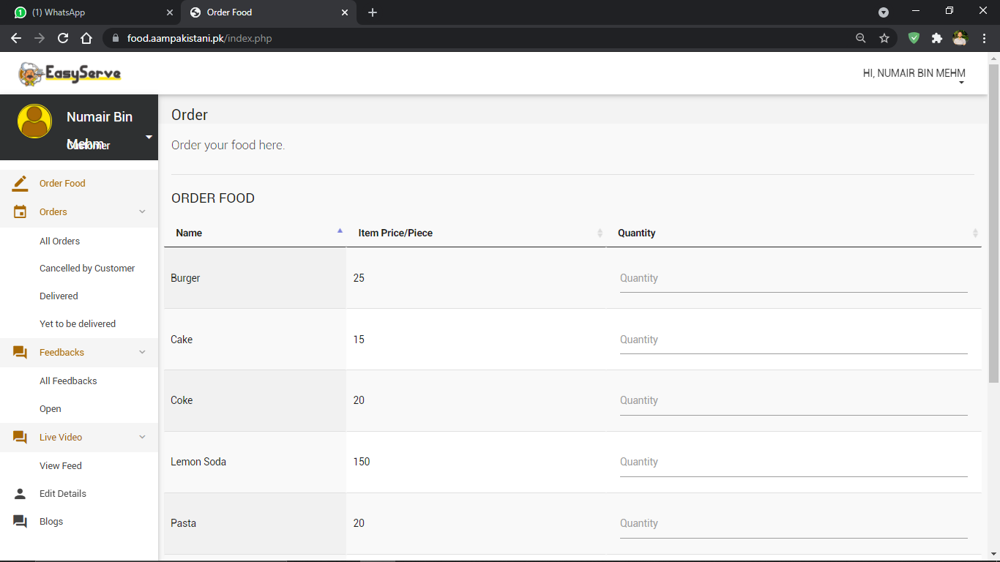 (1) WhatsApp
Order Food
food.aampakistani.pk/index.php
EasyServe
HI, NUMAIR BIN MEHM
Numair Bin
Mehm
Customer
Order Food
Orders
All Orders
Cancelled by Customer
Delivered
Yet to be delivered
Feedbacks
All Feedbacks
Open
Live Video
View Feed
Edit Details
Blogs
Order
Order your food here.
ORDER FOOD
Name Item Price/Piece Quantity
Burger 25 Quantity
Cake 15 Quantity
Coke 20 Quantity
Lemon Soda 150 Quantity
Pasta 20 Quantity